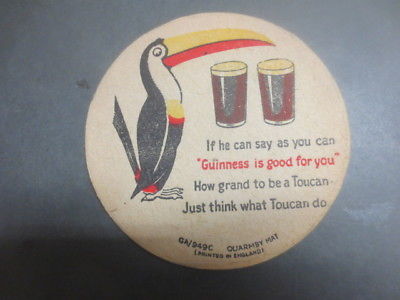 If he can say as you can
"Guinness is good for you"
How grand to be a Toucan-
Just think what Toucan do
GA/949C QUARMBY MAT
(PRINTED IN ENGLAND)